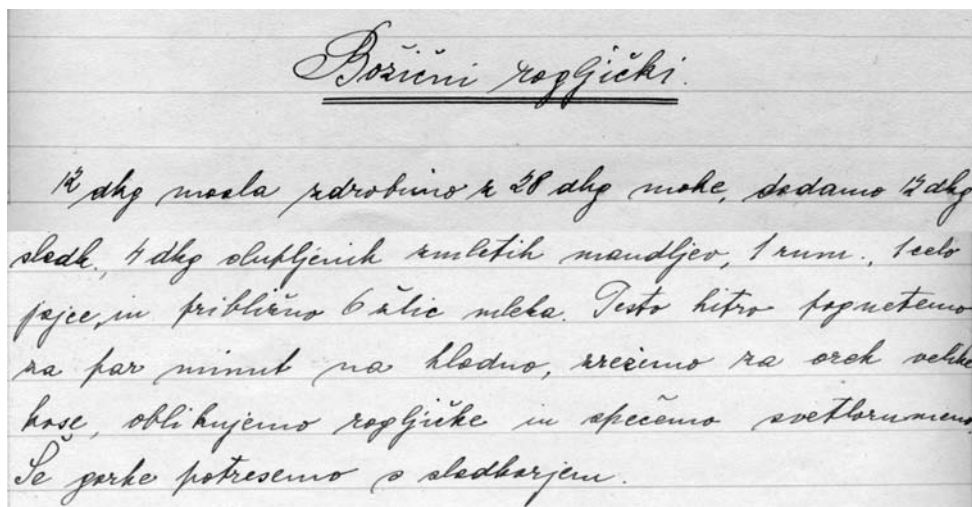 Božični rogljički.
12 dkg masla zdrobimo z 28 dkg moke, dodamo 12 dkg
sladk., 4 dkg olupljenih zmletih mandljev, 1 rum., 1 celo
jajce, in približno 6 žlic mleka. Testo hitro pognetemo
za par minut na hladno, zrežemo za oreh velike
kose, oblikujemo rogljičke in spečemo svetlorumeno.
Še gorke potresemo s sladkorjem.